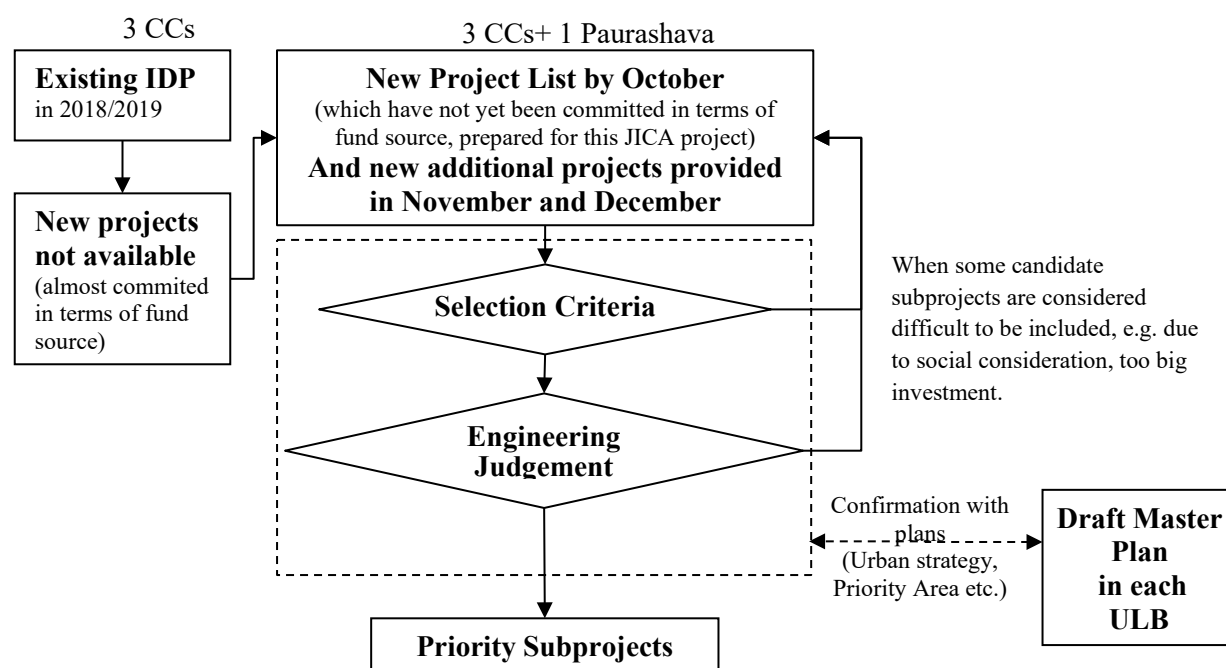 3 CCs
Existing IDP
in 2018/2019
New projects
not available
(almost commited
in terms of fund
source)
3 CCs+ 1 Paurashava
New Project List by October
(which have not yet been committed in terms of
fund source, prepared for this JICA project)
And new additional projects provided
in November and December
Selection Criteria
Engineering
Judgement
When some candidate
subprojects are considered
difficult to be included, e.g. due
to social consideration, too big
investment.
Confirmation with
plans
(Urban strategy,
Priority Area etc.)
Draft Master
Plan
in each
ULB
Priority Subprojects